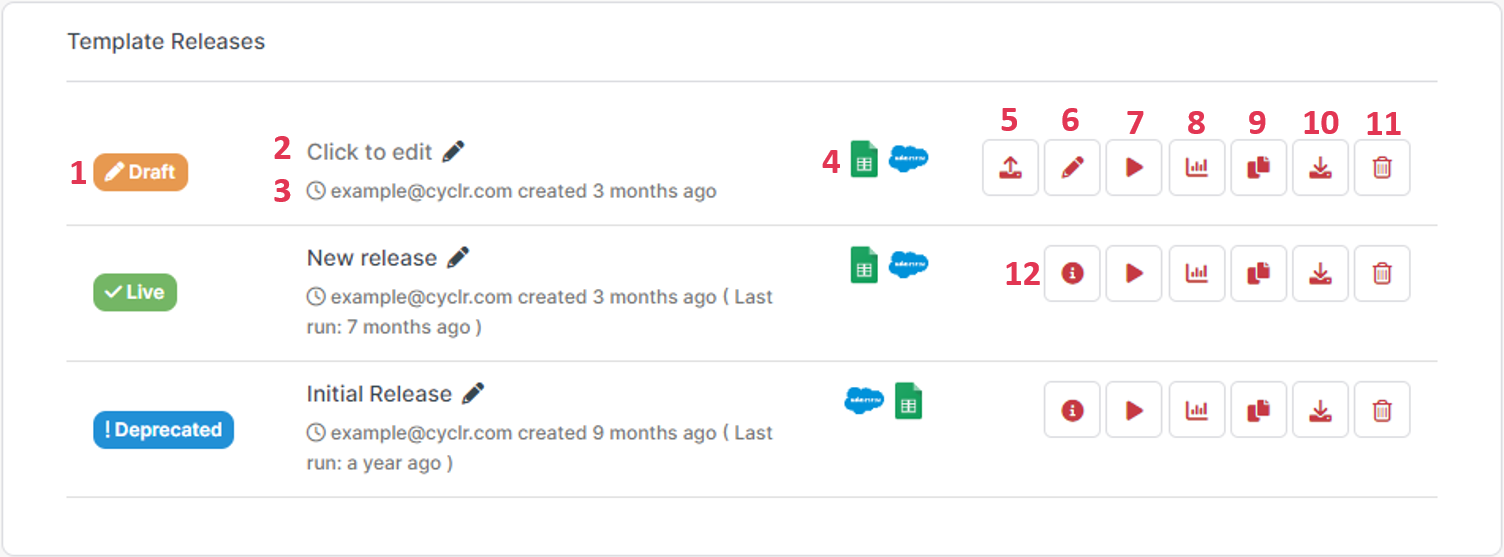 Template Releases
5 6 7 8 9 10 11
2 Click to edit
1 Draft
4
3 example@cyclr.com created 3 months ago
New release
12
Live
example@cyclr.com created 3 months ago ( Last
run: 7 months ago )
Initial Release
Deprecated
example@cyclr.com created 9 months ago ( Last
run: a year ago )